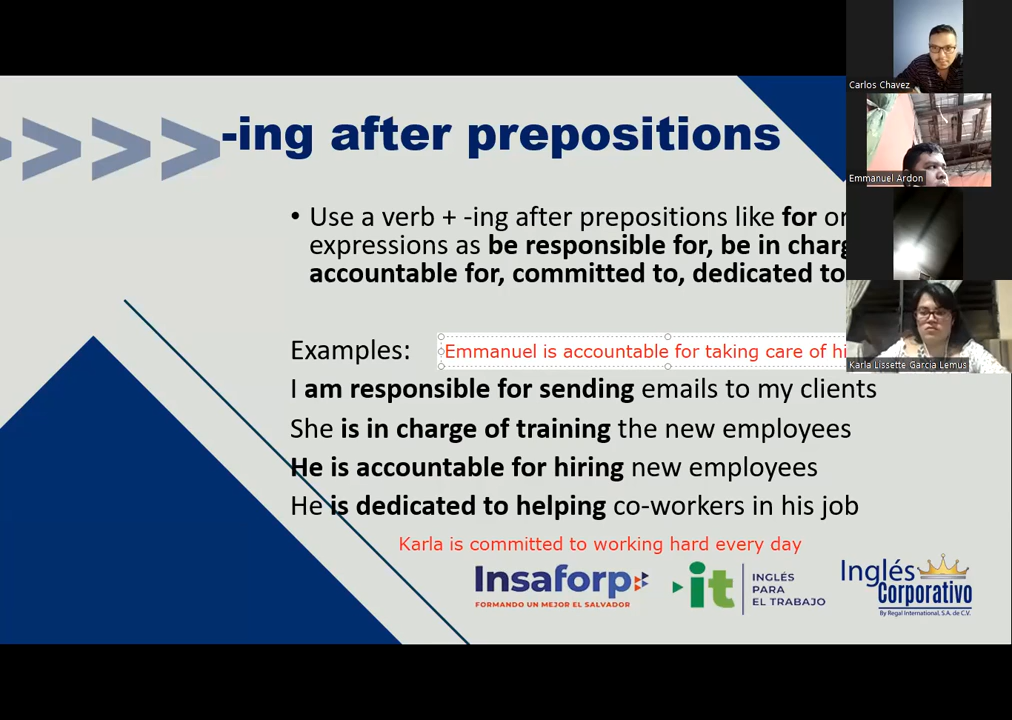 -ing after prepositions
Carlos Chavez
Emmanuel Ardon
Karla Lissette Garcia Lemus
• Use a verb + -ing after prepositions like for or
expressions as be responsible for, be in charg
accountable for, committed to, dedicated to
Examples:
Emmanuel is accountable for taking care of hi
I am responsible for sending emails to my clients
She is in charge of training the new employees
He is accountable for hiring new employees
He is dedicated to helping co-workers in his job
Karla is committed to working hard every day
Insaforp
FORMANDO UN MEJOR EL SALVADOR
it
INGLÉS
PARA
EL TRABAJO
Inglés
Corporativo
By Regal International, S.A. de C.V.